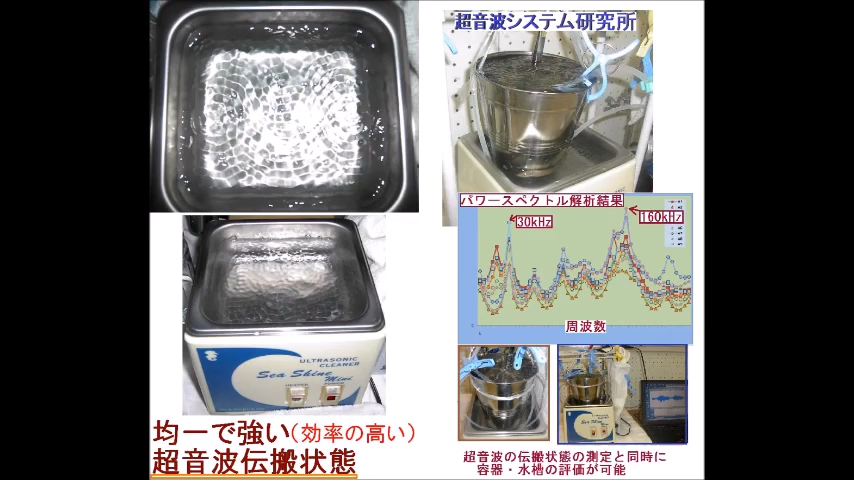 超音波システム研究所
パワースペクトル解析結果
30kHz
160kHz
周波数
ULTRASONIC
CLEANER
Sea Shine
Mini
HEATER
均一で強い(効率の高い)
超音波伝搬状態
超音波の伝搬状態の測定と同時に
容器・水槽の評価が可能